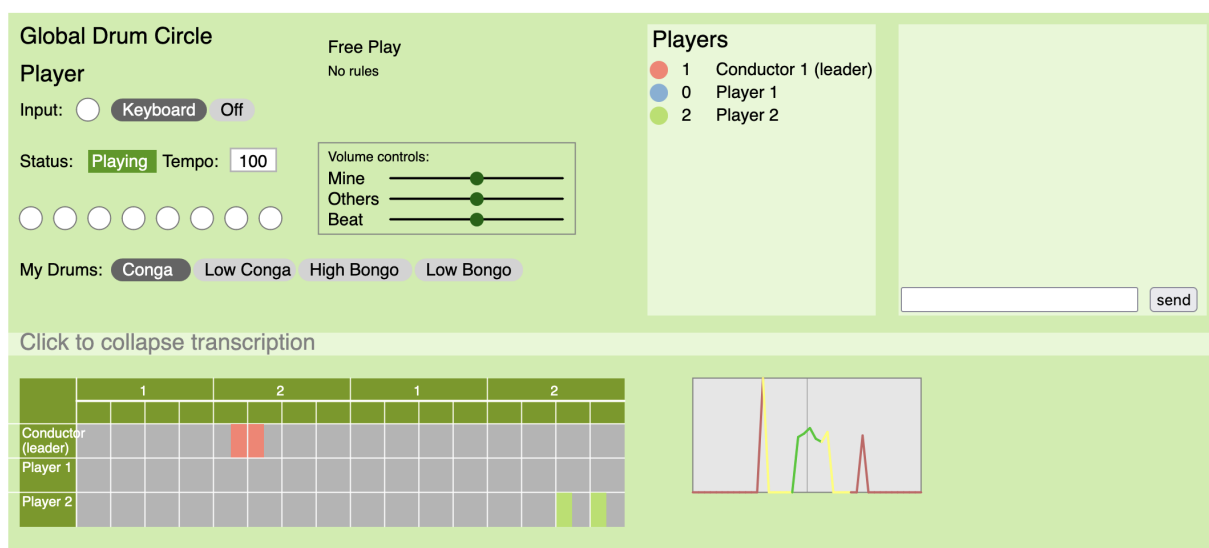 Global Drum Circle
Player
Free Play
No rules
Input: Keyboard Off
Status: Playing Tempo: 100
Volume controls:
Mine
Others
Beat
My Drums: Conga Low Conga High Bongo Low Bongo
Players
1 Conductor 1 (leader)
0 Player 1
2 Player 2
send
Click to collapse transcription
1 2 1 2
Conductor
(leader)
Player 1
Player 2